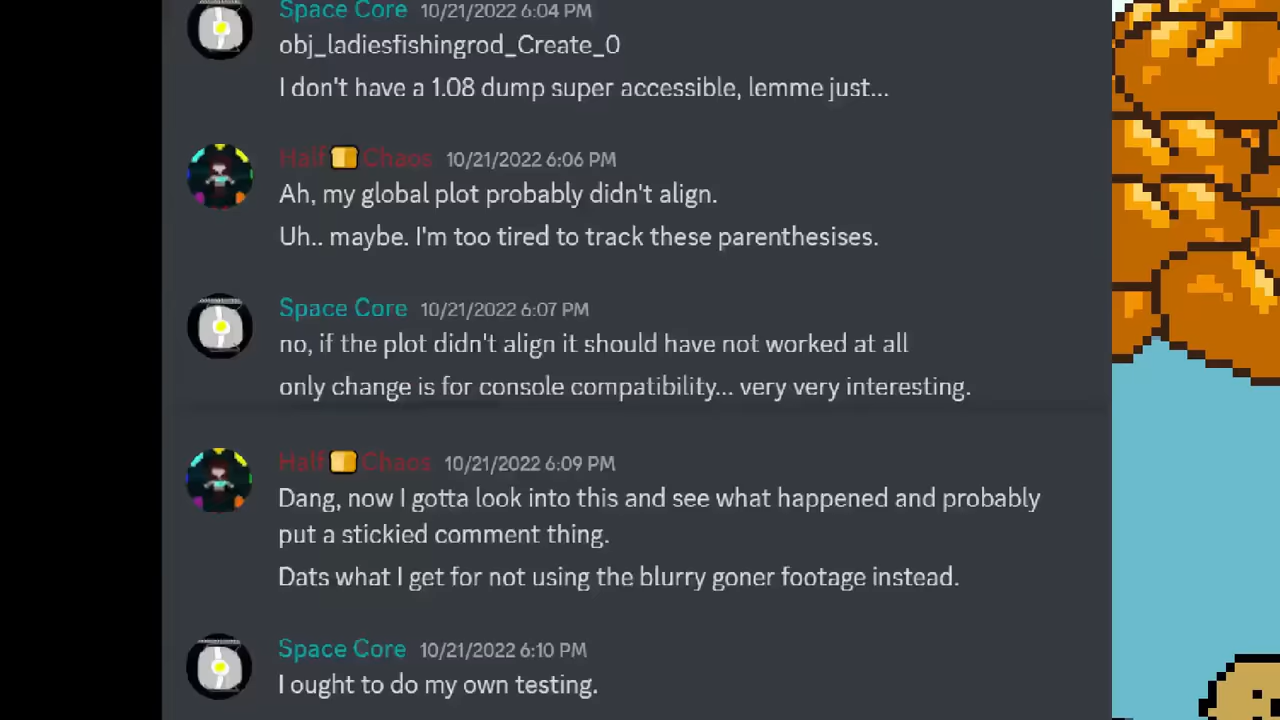 Space Core 10/21/2022 6:04 PM
obj_ladiesfishingrod_Create_0
I don't have a 1.08 dump super accessible, lemme just...
Half🍞Chaos 10/21/2022 6:06 PM
Ah, my global plot probably didn't align.
Uh.. maybe. I'm too tired to track these parenthesises.
Space Core 10/21/2022 6:07 PM
no, if the plot didn't align it should have not worked at all
only change is for console compatibility... very very interesting.
Half🍞Chaos 10/21/2022 6:09 PM
Dang, now I gotta look into this and see what happened and probably
put a stickied comment thing.
Dats what I get for not using the blurry goner footage instead.
Space Core 10/21/2022 6:10 PM
I ought to do my own testing.